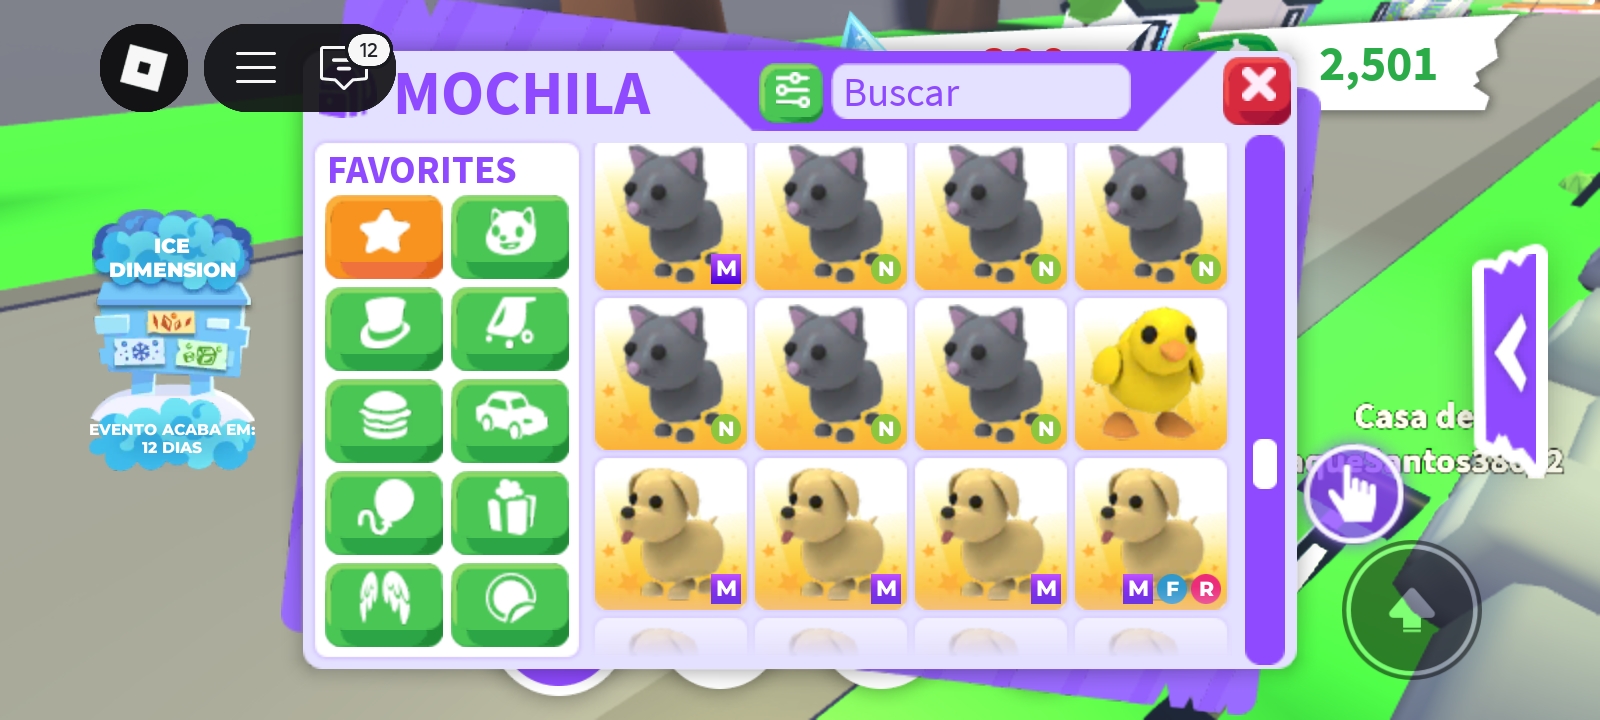 12
MOCHILA
Buscar
2,501
FAVORITES
ICE
DIMENSION
EVENTO ACABA EM:
12 DIAS
M
N
N
N
N
N
N
M
M
M
M F R
Casa de